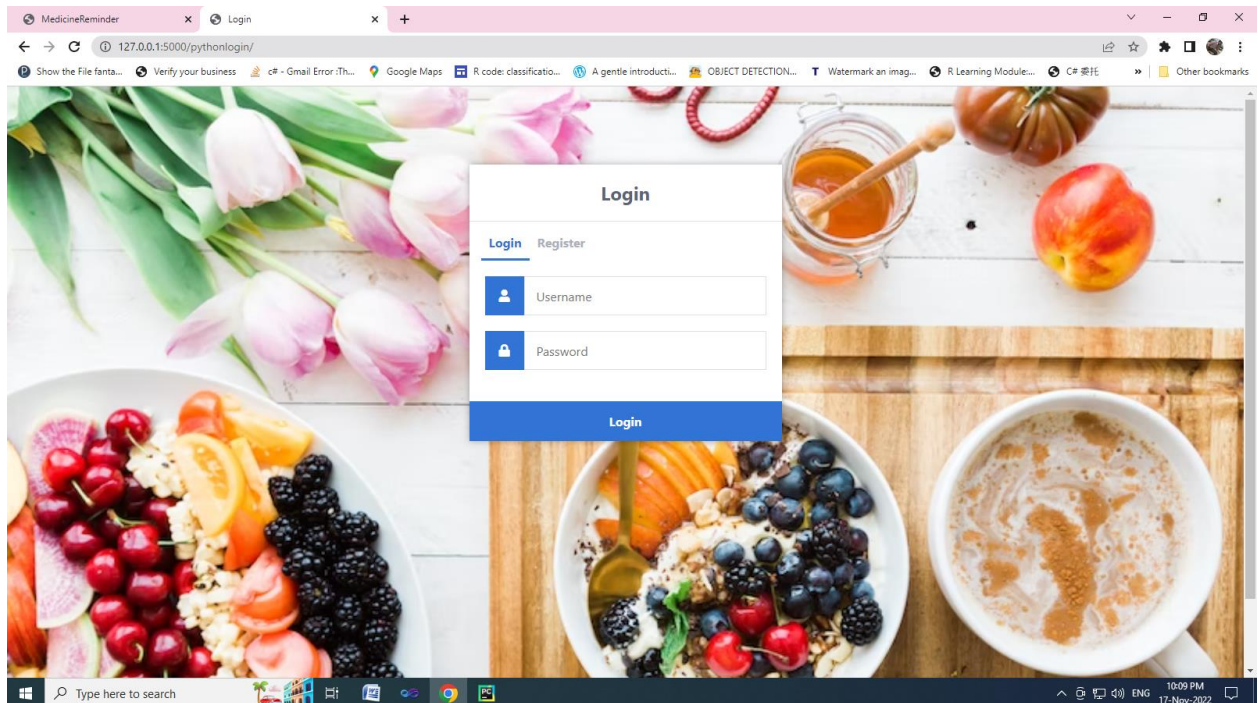 MedicineReminder
Login
127.0.0.1:5000/pythonlogin/
Show the File fanta... Verify your business c# - Gmail Error :Th... Google Maps R code: classificatio... A gentle introducti... OBJECT DETECTION... T Watermark an imag... R Learning Module:... C# 委托 » Other bookmarks
Login
Login Register
Username
Password
Login
Type here to search
ENG
10:09 PM
17-Nov-2022